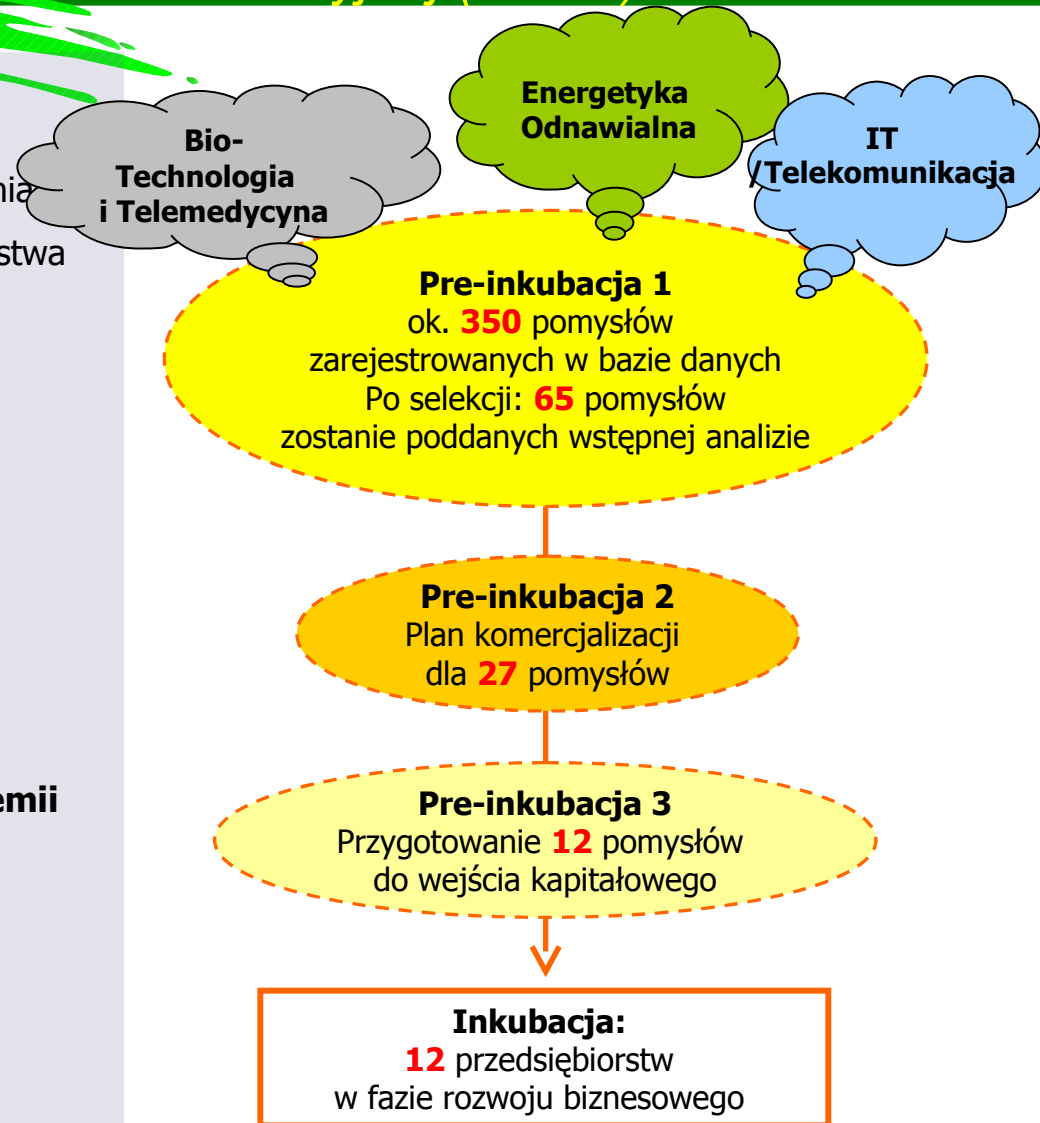 Bio-
Technologia
i Telemedycyna
Energetyka
Odnawialna
IT
/Telekomunikacja
stwa
emii
Pre-inkubacja 1
ok. 350 pomysłów
zarejestrowanych w bazie danych
Po selekcji: 65 pomysłów
zostanie poddanych wstępnej analizie
Pre-inkubacja 2
Plan komercjalizacji
dla 27 pomysłów
Pre-inkubacja 3
Przygotowanie 12 pomysłów
do wejścia kapitałowego
Inkubacja:
12 przedsiębiorstw
w fazie rozwoju biznesowego